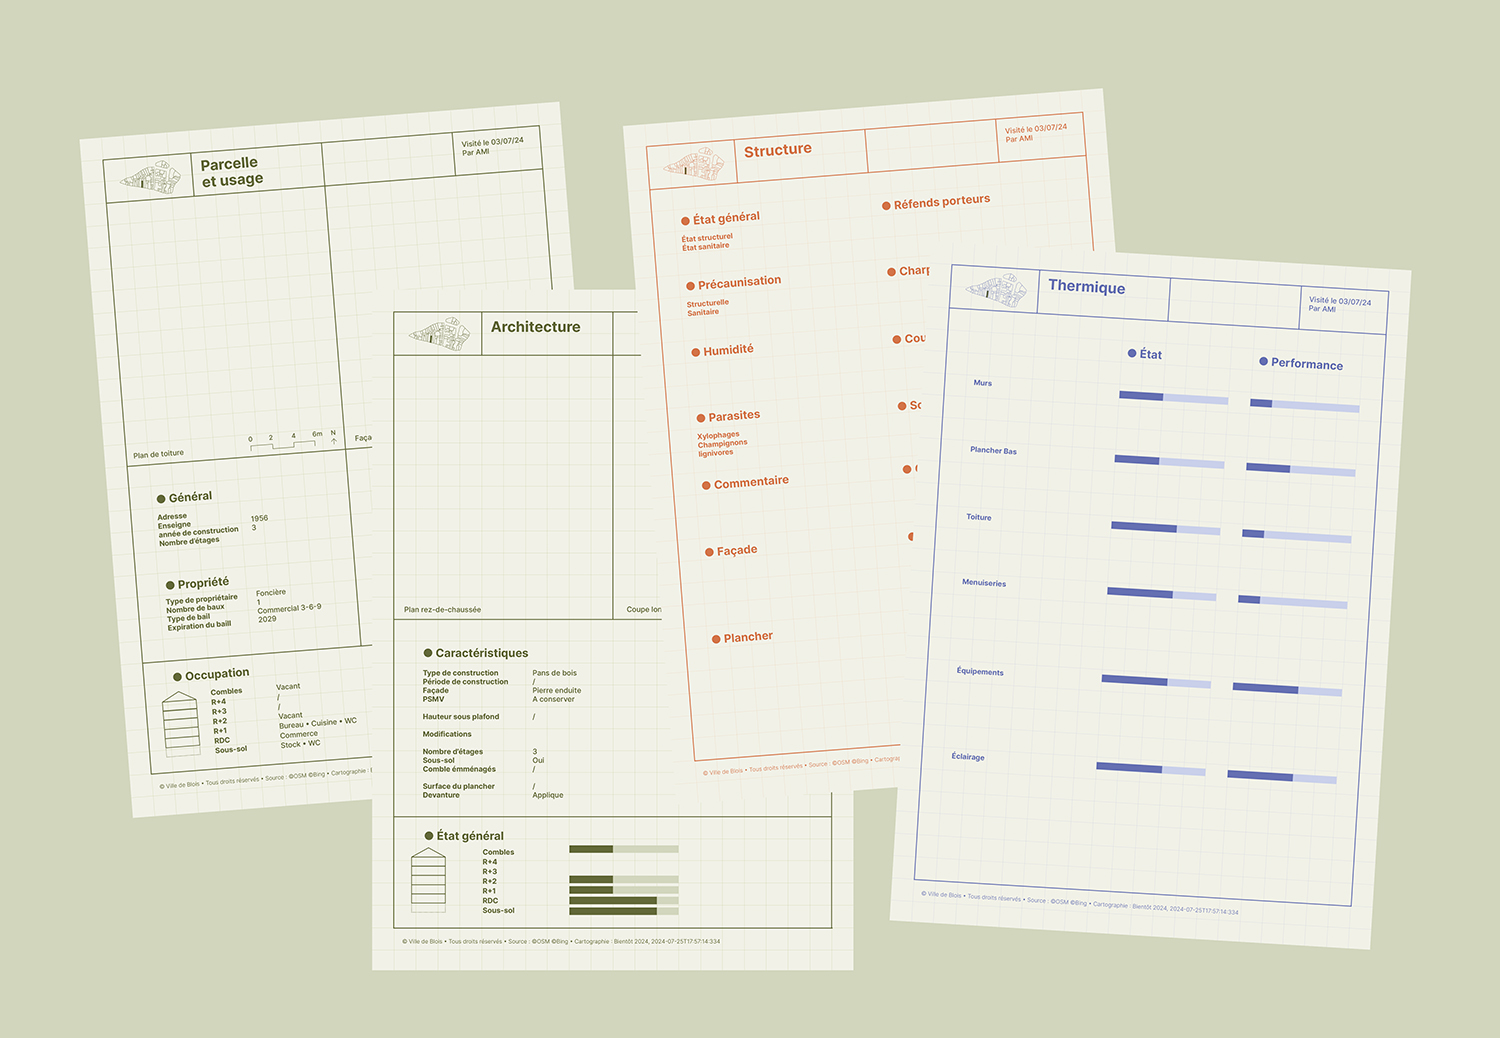 Parcelle
et usage
Visité le 03/07/24
Par AMI
Plan de toiture
0 2 4 6m N
Faça
Général
Adresse
Enseigne 1956
année de construction 3
Nombre d'étages
Propriété
Type de propriétaire Foncière
Nombre de baux 1
Type de bail Commercial 3-6-9
Expiration du baill 2029
Occupation
Combles Vacant
R+4 /
R+3 /
R+2 Vacant
R+1 Bureau • Cuisine • WC
RDC Commerce
Sous-sol Stock • WC
© Ville de Blois • Tous droits réservés • Source : ©OSM ©Bing • Cartographie :
Architecture
Plan rez-de-chaussée
Coupe lon
Caractéristiques
Type de construction Pans de bois
Période de construction /
Façade Pierre enduite
PSMV A conserver
Hauteur sous plafond /
Modifications
Nombre d'étages 3
Sous-sol Oui
Comble émménagés /
Surface du plancher /
Devanture Applique
État général
Combles
R+4
R+3
R+2
R+1
RDC
Sous-sol
© Ville de Blois • Tous droits réservés • Source : ©OSM ©Bing • Cartographie : Bientôt 2024, 2024-07-25T17:57:14:334
Structure
Visité le 03/07/24
Par AMI
État général
État structurel
État sanitaire
Précaunisation
Structurelle
Sanitaire
Humidité
Parasites
Xylophages
Champignons
lignivores
Commentaire
Façade
Plancher
Réfends porteurs
Charp
Cou
© Ville de Blois • Tous droits réservés • Source : ©OSM ©Bing • Cartograp
Thermique
Visité le 03/07/24
Par AMI
État
Performance
Murs
Plancher Bas
Toiture
Menuiseries
Équipements
Éclairage
© Ville de Blois • Tous droits réservés • Source : ©OSM ©Bing • Cartographie : Bientôt 2024, 2024-07-25T17:57:14:334